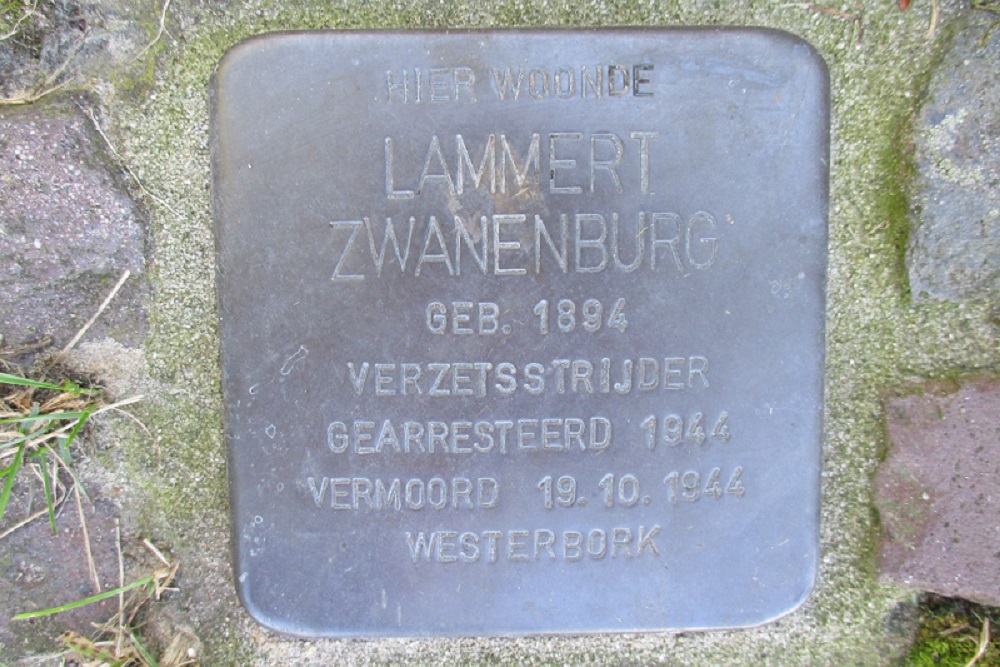 HIER WOONDE
LAMMERT
ZWANENBURG
GEB. 1894
VERZETSSTRIJDER
GEARRESTEERD 1944
VERMOORD 19.10.1944
WESTERBORK